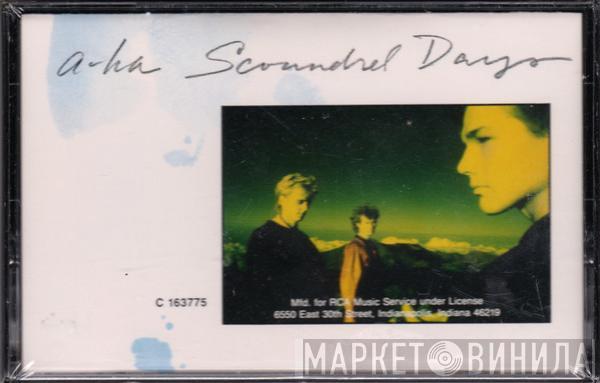 a-ha Scoundrel Days
C 163775
Mfd. for RCA Music Service under License
6550 East 30th Street, Indianapolis, Indiana 46219
МАРКЕТ ВИНИЛА